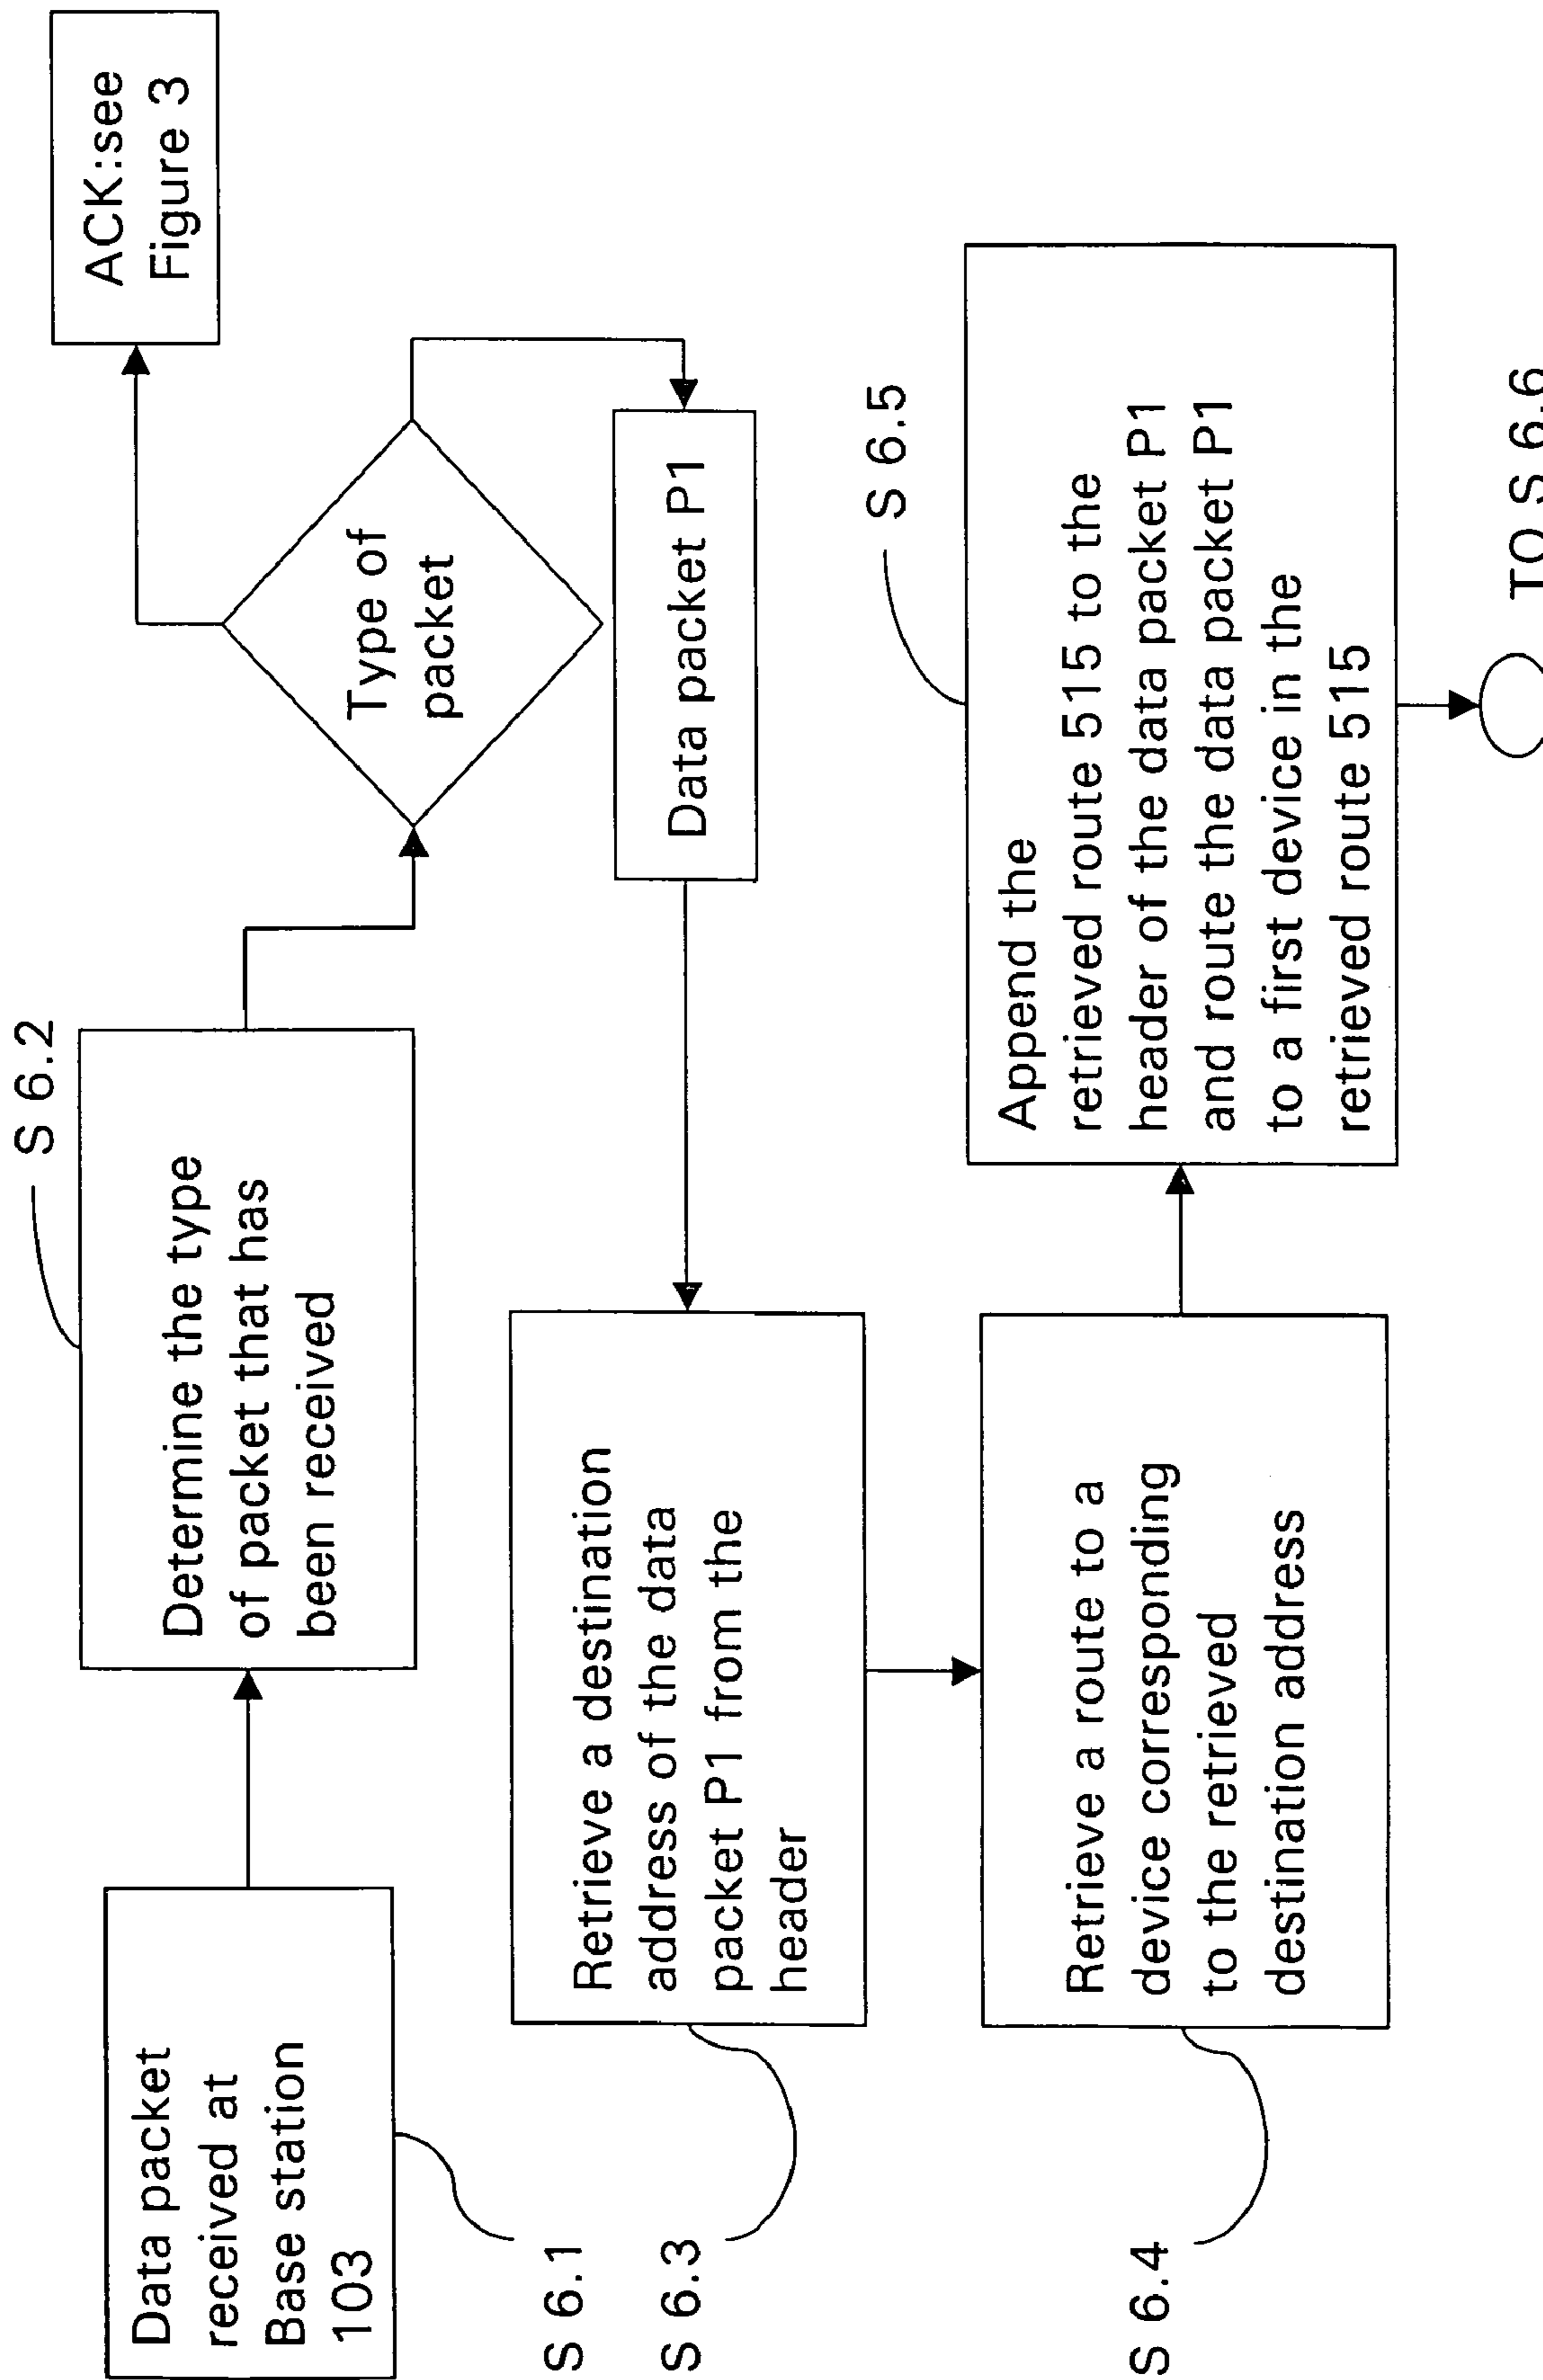 Data packet
received at
Base station
103
S 6.1
S 6.2
Determine the type
of packet that has
been received
Type of
packet
ACK:see
Figure 3
Data packet P1
S 6.3
Retrieve a destination
address of the data
packet P1 from the
header
S 6.4
Retrieve a route to a
device corresponding
to the retrieved
destination address
S 6.5
Append the
retrieved route 515 to the
header of the data packet P1
and route the data packet P1
to a first device in the
retrieved route 515
TO S 6.6